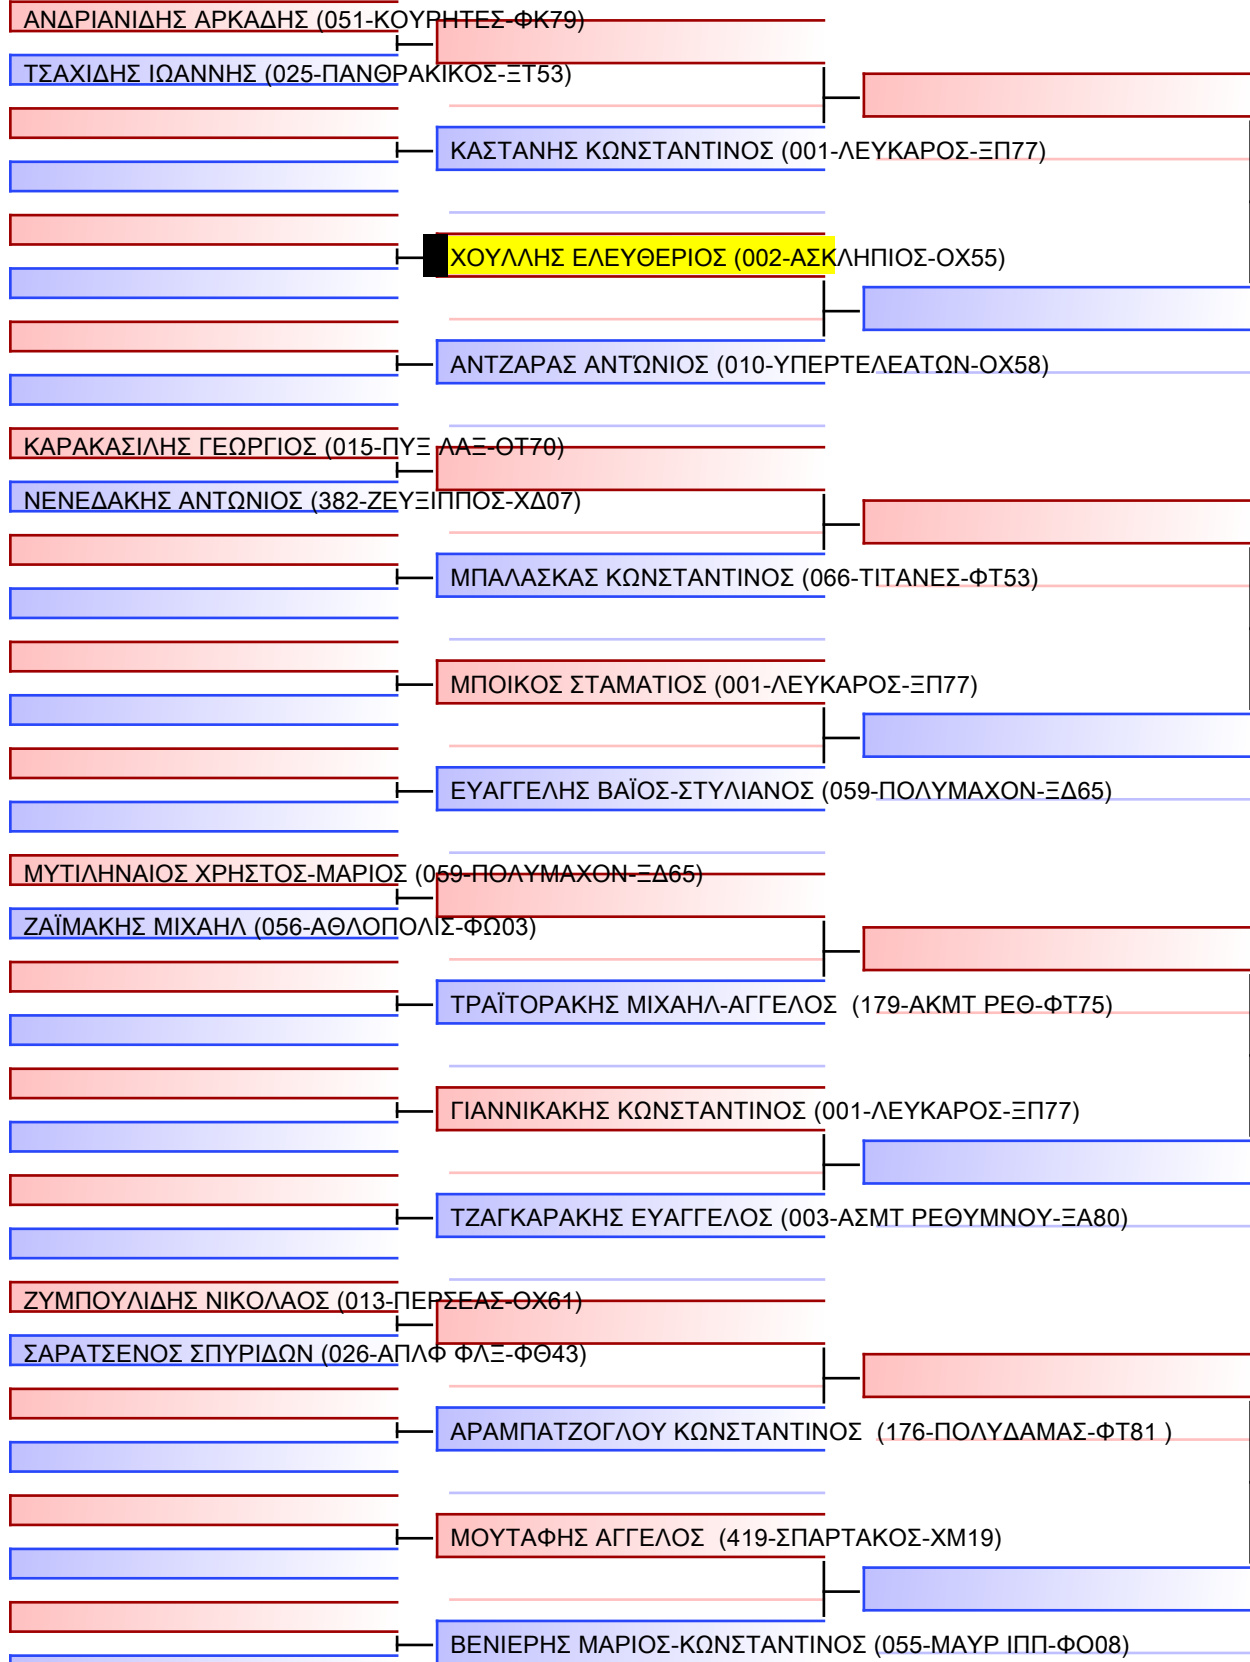 ΑΝΔΡΙΑΝΙΔΗΣ ΑΡΚΑΔΗΣ (051-ΚΟΥΡΗΤΕΣ-ΦΚ79)
ΤΣΑΧΙΔΗΣ ΙΩΑΝΝΗΣ (025-ΠΑΝΘΡΑΚΙΚΟΣ-ΞΤ53)
ΚΑΣΤΑΝΗΣ ΚΩΝΣΤΑΝΤΙΝΟΣ (001-ΛΕΥΚΑΡΟΣ-ΞΠ77)
ΧΟΥΛΛΗΣ ΕΛΕΥΘΕΡΙΟΣ (002-ΑΣΚΛΗΠΙΟΣ-ΟΧ55)
ΑΝΤΖΑΡΑΣ ΑΝΤΏΝΙΟΣ (010-ΥΠΕΡΤΕΛΕΑΤΩΝ-ΟΧ58)
ΚΑΡΑΚΑΣΙΛΗΣ ΓΕΩΡΓΙΟΣ (015-ΠΥΞ ΛΑΞ-ΟΤ70)
ΝΕΝΕΔΑΚΗΣ ΑΝΤΩΝΙΟΣ (382-ΖΕΥΞΙΠΠΟΣ-ΧΔ07)
ΜΠΑΛΑΣΚΑΣ ΚΩΝΣΤΑΝΤΙΝΟΣ (066-ΤΙΤΑΝΕΣ-ΦΤ53)
ΜΠΟΙΚΟΣ ΣΤΑΜΑΤΙΟΣ (001-ΛΕΥΚΑΡΟΣ-ΞΠ77)
ΕΥΑΓΓΕΛΗΣ ΒΑΪΟΣ-ΣΤΥΛΙΑΝΟΣ (059-ΠΟΛΥΜΑΧΟΝ-ΞΔ65)
ΜΥΤΙΛΗΝΑΙΟΣ ΧΡΗΣΤΟΣ-ΜΑΡΙΟΣ (059-ΠΟΛΥΜΑΧΟΝ-ΞΔ65)
ΖΑΪΜΑΚΗΣ ΜΙΧΑΗΛ (056-ΑΘΛΟΠΟΛΙΣ-ΦΩ03)
ΤΡΑΪΤΟΡΑΚΗΣ ΜΙΧΑΗΛ-ΑΓΓΕΛΟΣ (179-ΑΚΜΤ ΡΕΘ-ΦΤ75)
ΓΙΑΝΝΙΚΑΚΗΣ ΚΩΝΣΤΑΝΤΙΝΟΣ (001-ΛΕΥΚΑΡΟΣ-ΞΠ77)
ΤΖΑΓΚΑΡΑΚΗΣ ΕΥΑΓΓΕΛΟΣ (003-ΑΣΜΤ ΡΕΘΥΜΝΟΥ-ΞΑ80)
ΖΥΜΠΟΥΛΙΔΗΣ ΝΙΚΟΛΑΟΣ (013-ΠΕΡΣΕΑΣ-ΟΧ61)
ΣΑΡΑΤΣΕΝΟΣ ΣΠΥΡΙΔΩΝ (026-ΑΠΛΦ ΦΛΞ-ΦΘ43)
ΑΡΑΜΠΑΤΖΟΓΛΟΥ ΚΩΝΣΤΑΝΤΙΝΟΣ (176-ΠΟΛΥΔΑΜΑΣ-ΦΤ81 )
ΜΟΥΤΑΦΗΣ ΑΓΓΕΛΟΣ (419-ΣΠΑΡΤΑΚΟΣ-ΧΜ19)
ΒΕΝΙΕΡΗΣ ΜΑΡΙΟΣ-ΚΩΝΣΤΑΝΤΙΝΟΣ (055-ΜΑΥΡ ΙΠΠ-ΦΟ08)